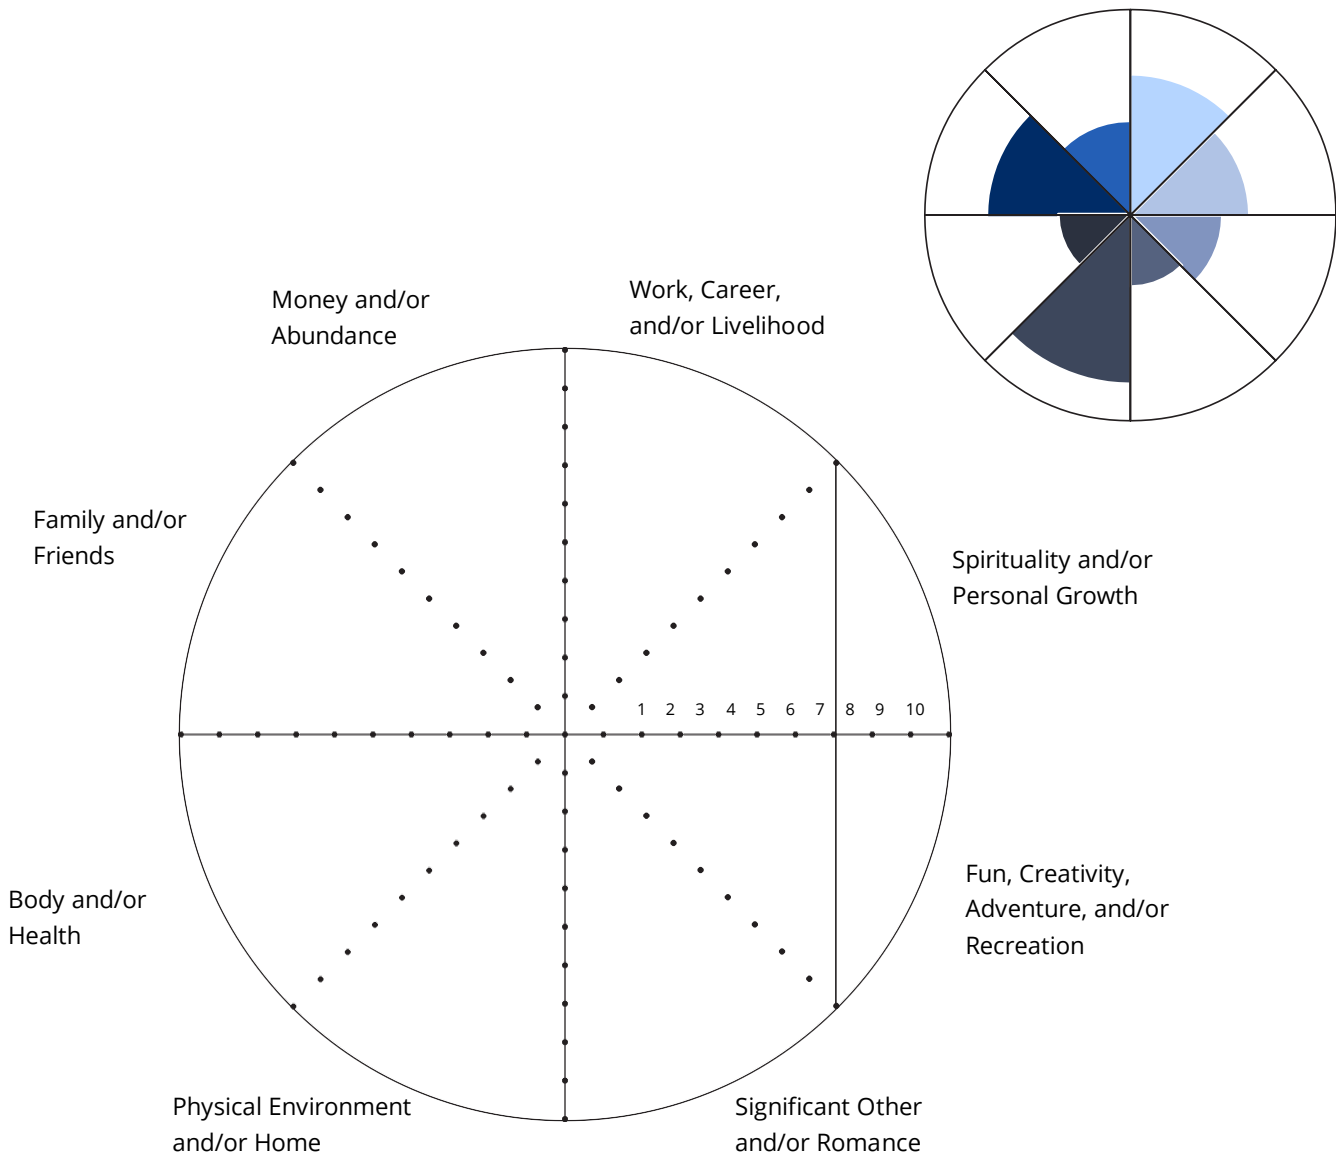 Money and/or
Abundance
Work, Career,
and/or Livelihood
Family and/or
Friends
Spirituality and/or
Personal Growth
1 2 3 4 5 6 7 8 9 10
Body and/or
Health
Fun, Creativity,
Adventure, and/or
Recreation
Physical Environment
and/or Home
Significant Other
and/or Romance